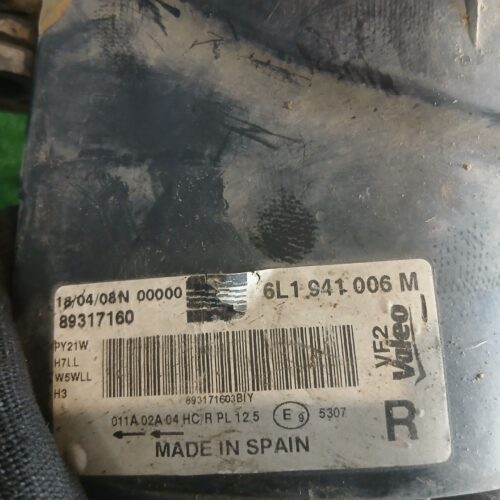 18/04/08N 00000
6L1 941 006 M
89317160
PY21W
H7LL
W5WLL
H3
893171603BIY
VF2
Valeo
011A 02A 04 HC/R PL 12.5 E 9 5307
R
MADE IN SPAIN